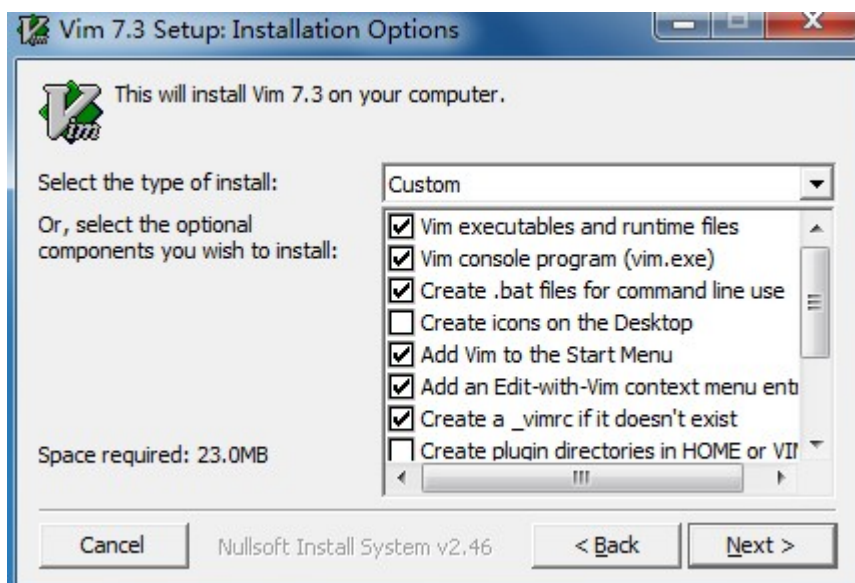 Vim 7.3 Setup: Installation Options
Vim
This will install Vim 7.3 on your computer.
Select the type of install:
Custom
Or, select the optional
components you wish to install:
Vim executables and runtime files
Vim console program (vim.exe)
Create .bat files for command line use
Create icons on the Desktop
Add Vim to the Start Menu
Add an Edit-with-Vim context menu entr
Create a _vimrc if it doesn't exist
Create plugin directories in HOME or VI
Space required: 23.0MB
Cancel
Nullsoft Install System v2.46
< Back
Next >